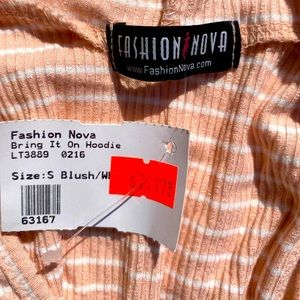 FASHION NOVA
www.FashionNova.com
Fashion Nova
Bring It On Hoodie
LT3889 0216
Size:S Blush/Wh
63167